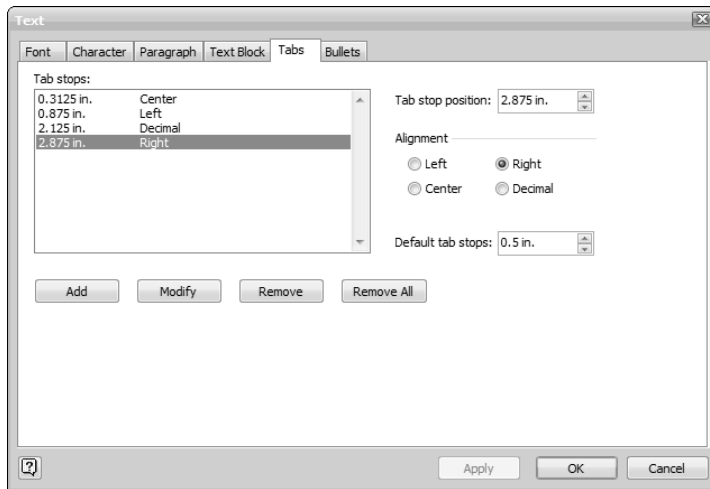 Text
Font Character Paragraph Text Block Tabs Bullets
Tab stops:
0.3125 in. Center
0.875 in. Left
2.125 in. Decimal
2.875 in. Right
Tab stop position: 2.875 in.
Alignment
Left Right
Center Decimal
Default tab stops: 0.5 in.
Add Modify Remove Remove All
? Apply OK Cancel